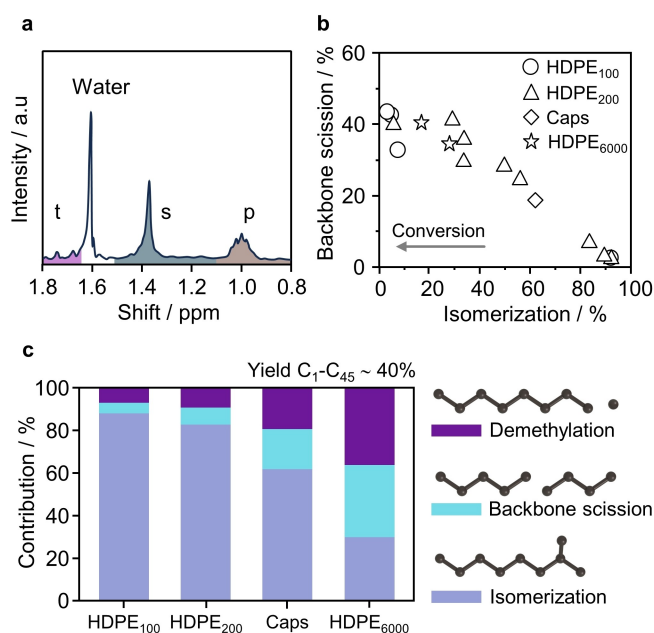 a
Intensity / a.u
Water
t
s
p
1.8 1.6 1.4 1.2 1.0 0.8
Shift / ppm
b
Backbone scission / %
60
40
20
0
HDPE₁₀₀
HDPE₂₀₀
Caps
HDPE₆₀₀₀
Conversion
0 20 40 60 80 100
Isomerization / %
c
Yield C₁-C₄₅ ~ 40%
Contribution / %
100
80
60
40
20
0
HDPE₁₀₀ HDPE₂₀₀ Caps HDPE₆₀₀₀
Demethylation
Backbone scission
Isomerization